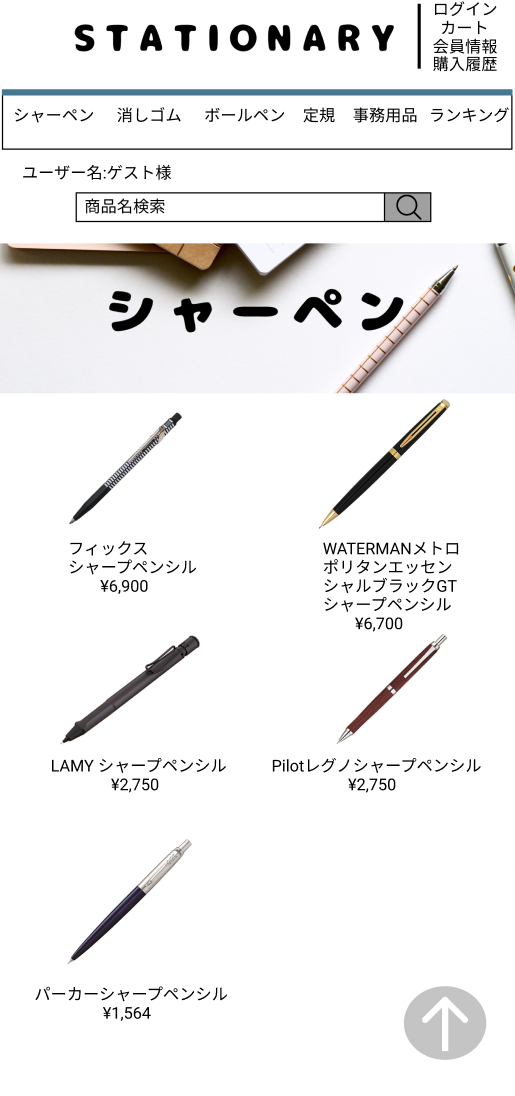 STATIONARY
ログイン
カート
会員情報
購入履歴
シャーペン 消しゴム ボールペン 定規 事務用品 ランキング
ユーザー名:ゲスト様
商品名検索
シャーペン
フィックス
シャープペンシル
¥6,900
WATERMANメトロ
ポリタンエッセン
シャルブラックGT
シャープペンシル
¥6,700
LAMY シャープペンシル
¥2,750
Pilotレグノシャープペンシル
¥2,750
パーカーシャープペンシル
¥1,564